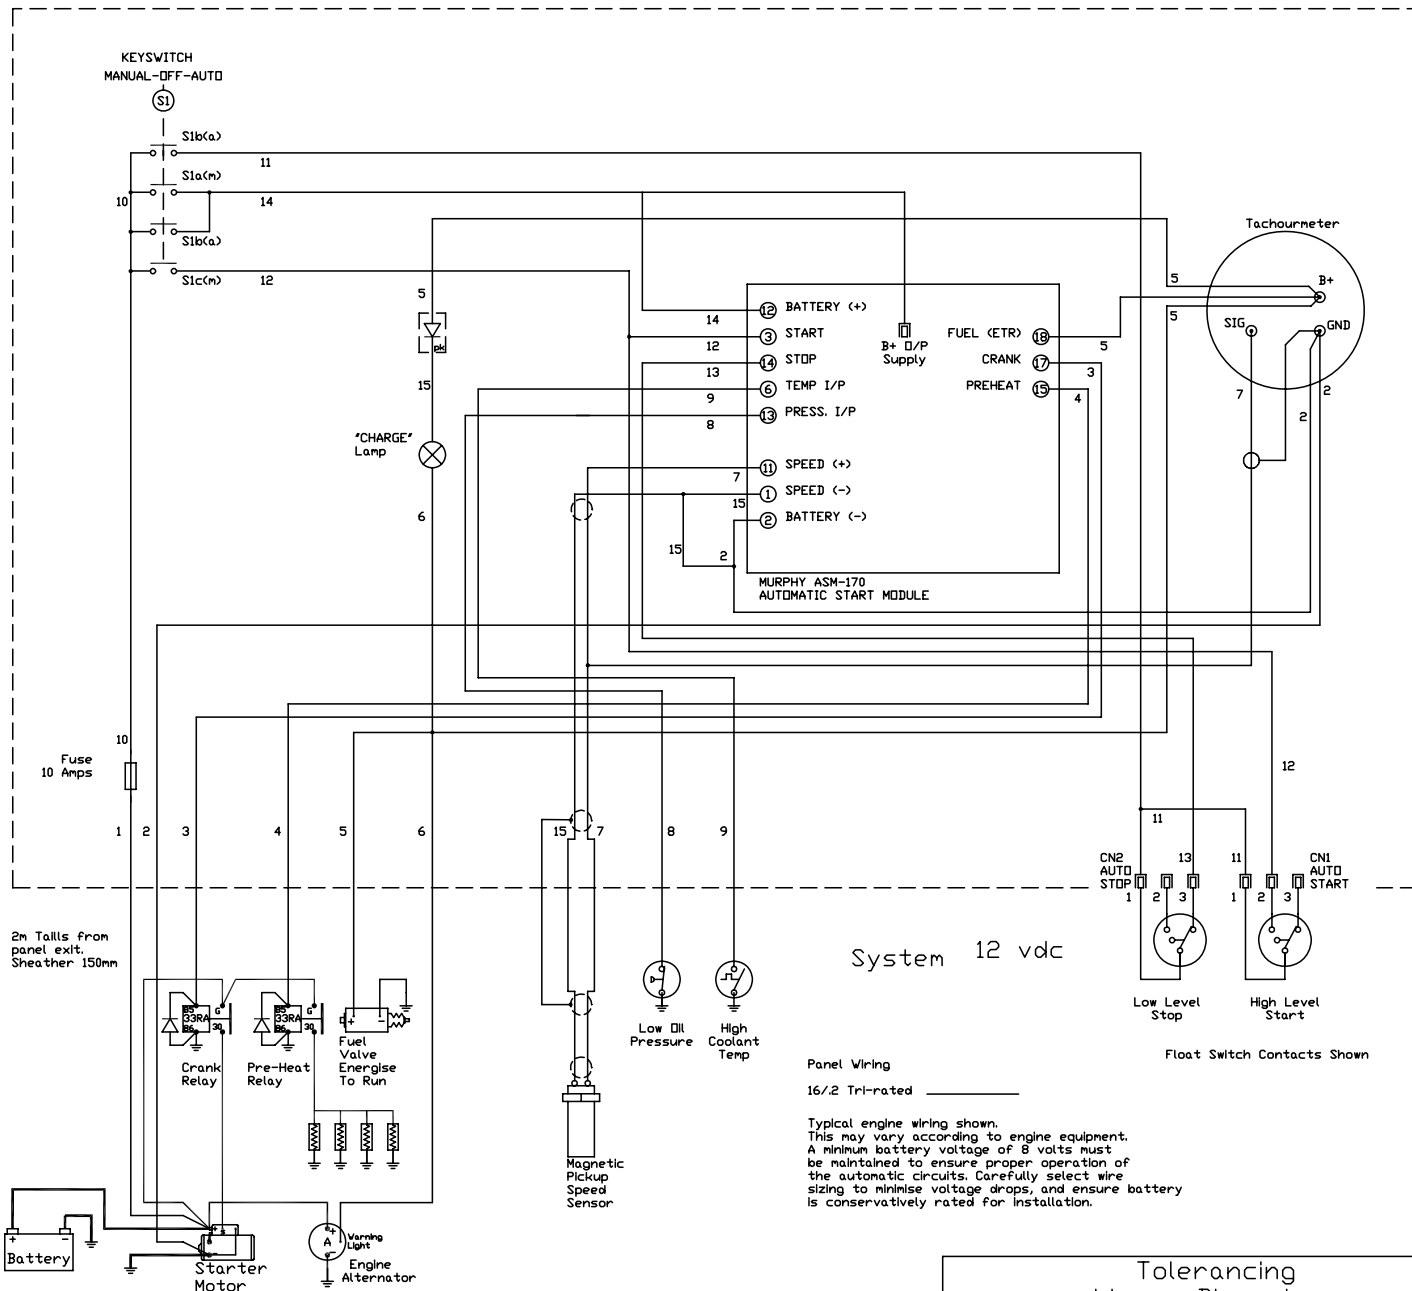 KEYSWITCH
MANUAL-OFF-AUTO
S1
S1b(a)
11
S1a(m)
10
14
S1b(a)
S1c(m)
12
Tachourmeter
5
B+
5
SIG
GND
7
2
2
5
pk
15
"CHARGE"
Lamp
6
12 BATTERY (+)
14
3 START
12
14 STOP
13
6 TEMP I/P
9
13 PRESS. I/P
8
11 SPEED (+)
7
1 SPEED (-)
15
2 BATTERY (-)
15
2
B+ O/P
Supply
FUEL (ETR) 18
5
CRANK 17
3
PREHEAT 15
4
MURPHY ASM-170
AUTOMATIC START MODULE
10
Fuse
10 Amps
1
2
3
4
5
6
15
7
8
9
12
11
CN2
AUTO
STOP
13
11
CN1
AUTO
START
1
2
3
1
2
3
2m Tails from
panel exit.
Sheather 150mm
System 12 vdc
Low Level
Stop
High Level
Start
Float Switch Contacts Shown
85
33RA
86
G
30
Crank
Relay
85
33RA
86
G
30
Pre-Heat
Relay
+
-
Fuel
Valve
Energise
To Run
Low Oil
Pressure
High
Coolant
Temp
Magnetic
Pickup
Speed
Sensor
Panel Wiring
16/.2 Tri-rated
Typical engine wiring shown.
This may vary according to engine equipment.
A minimum battery voltage of 8 volts must
be maintained to ensure proper operation of
the automatic circuits. Carefully select wire
sizing to minimise voltage drops, and ensure battery
is conservatively rated for installation.
+ -
Battery
+
s
-
Starter
Motor
+
A
-
Warning
Light
Engine
Alternator
Tolerancing